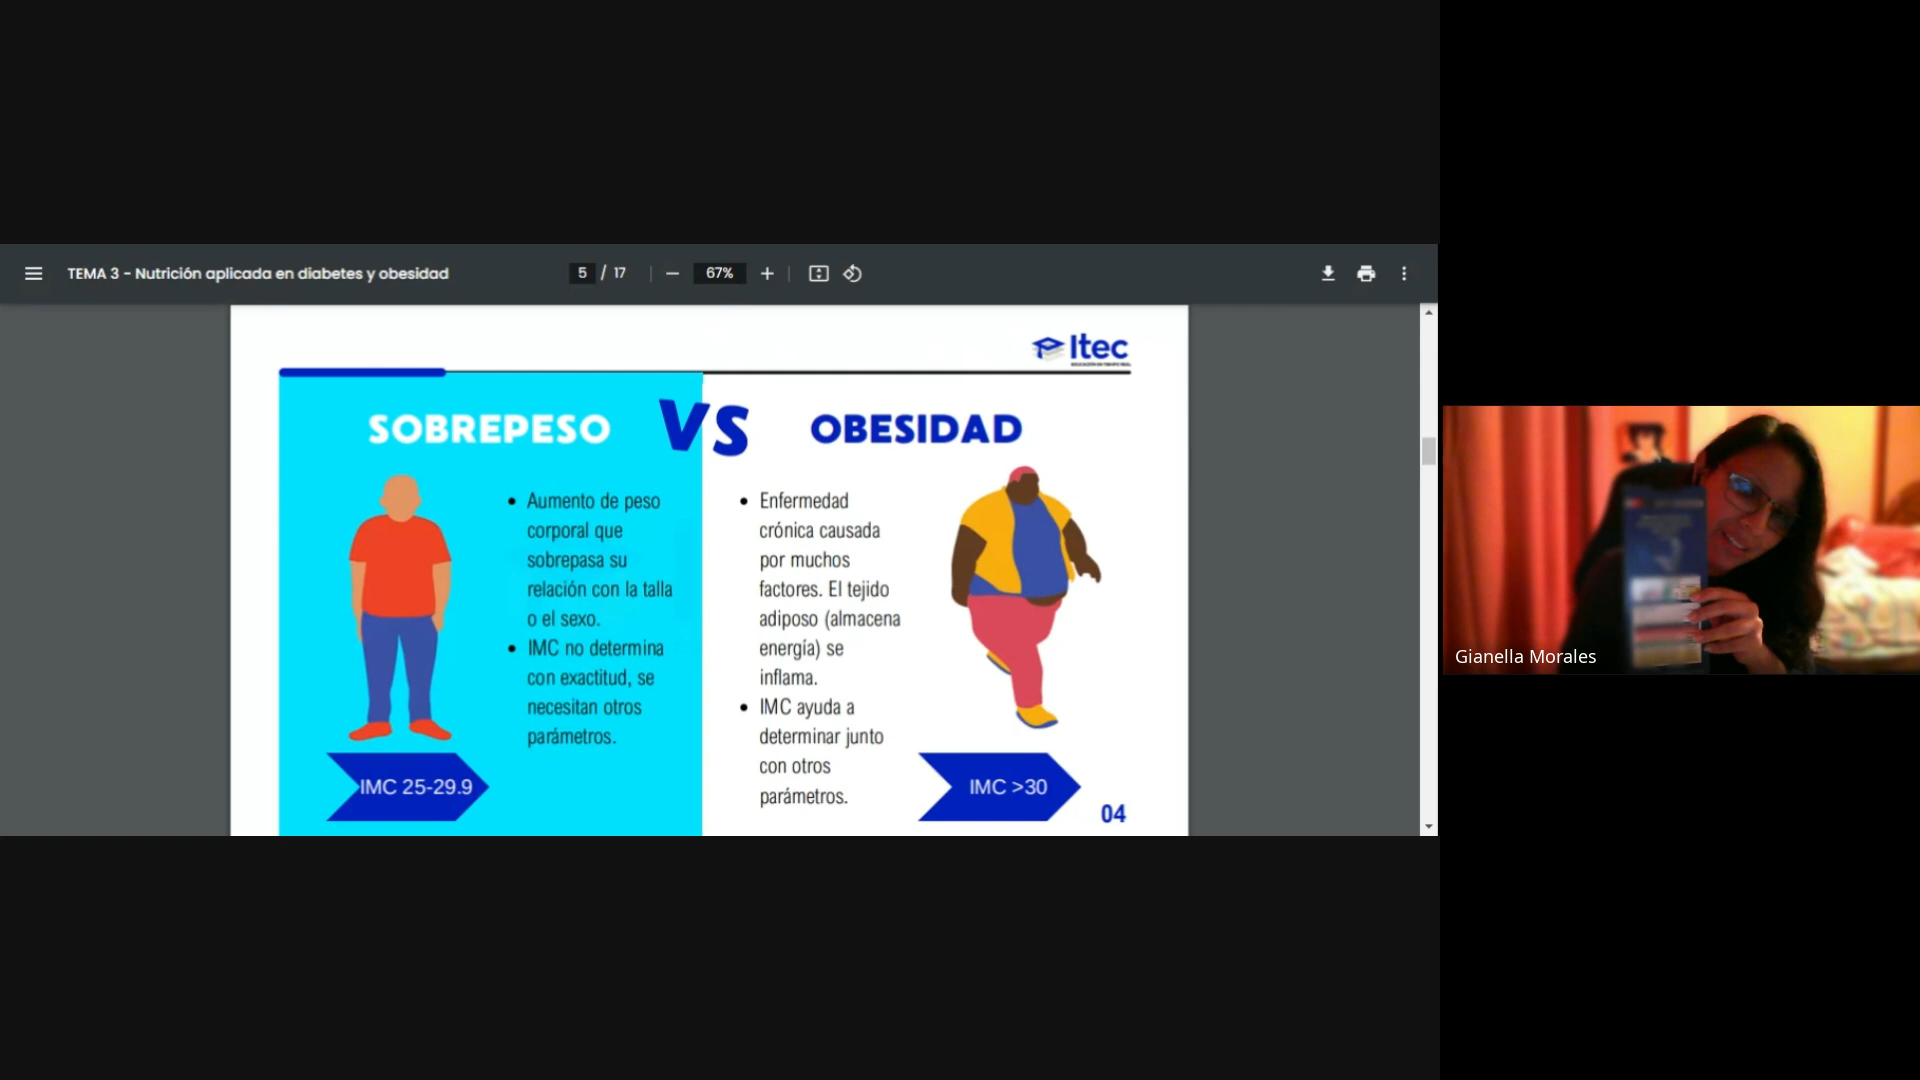 TEMA 3 - Nutrición aplicada en diabetes y obesidad
5 / 17
67%
Itec
SOBREPESO
VS
OBESIDAD
Aumento de peso
corporal que
sobrepasa su
relación con la talla
o el sexo.
IMC no determina
con exactitud, se
necesitan otros
parámetros.
IMC 25-29.9
Enfermedad
crónica causada
por muchos
factores. El tejido
adiposo (almacena
energía) se
inflama.
IMC ayuda a
determinar junto
con otros
parámetros.
IMC >30
04
Gianella Morales